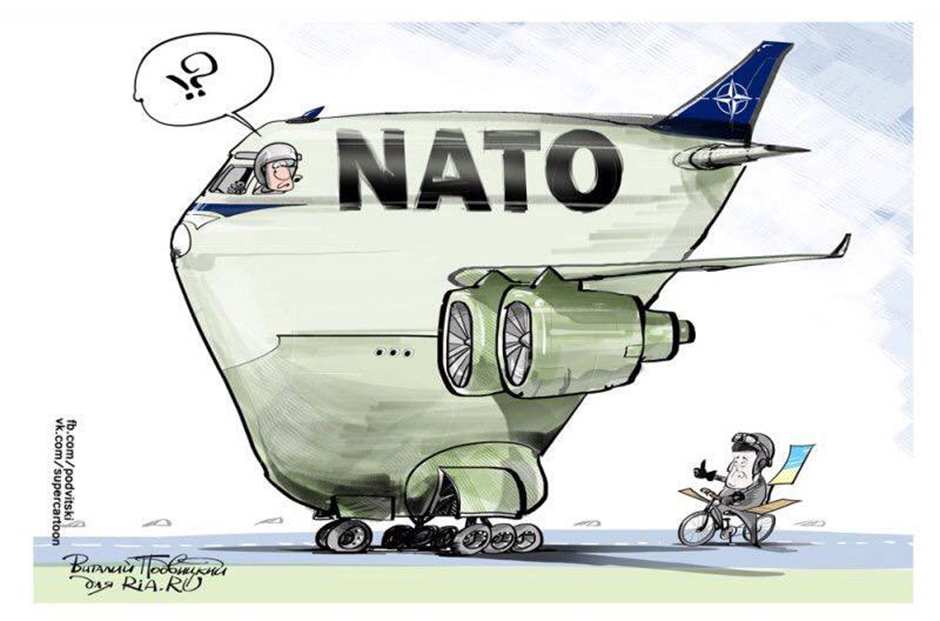 ?!
NATO
fb.com/podvitski
vk.com/supercartoon
Виталий Подвицкий
для RiA.RU